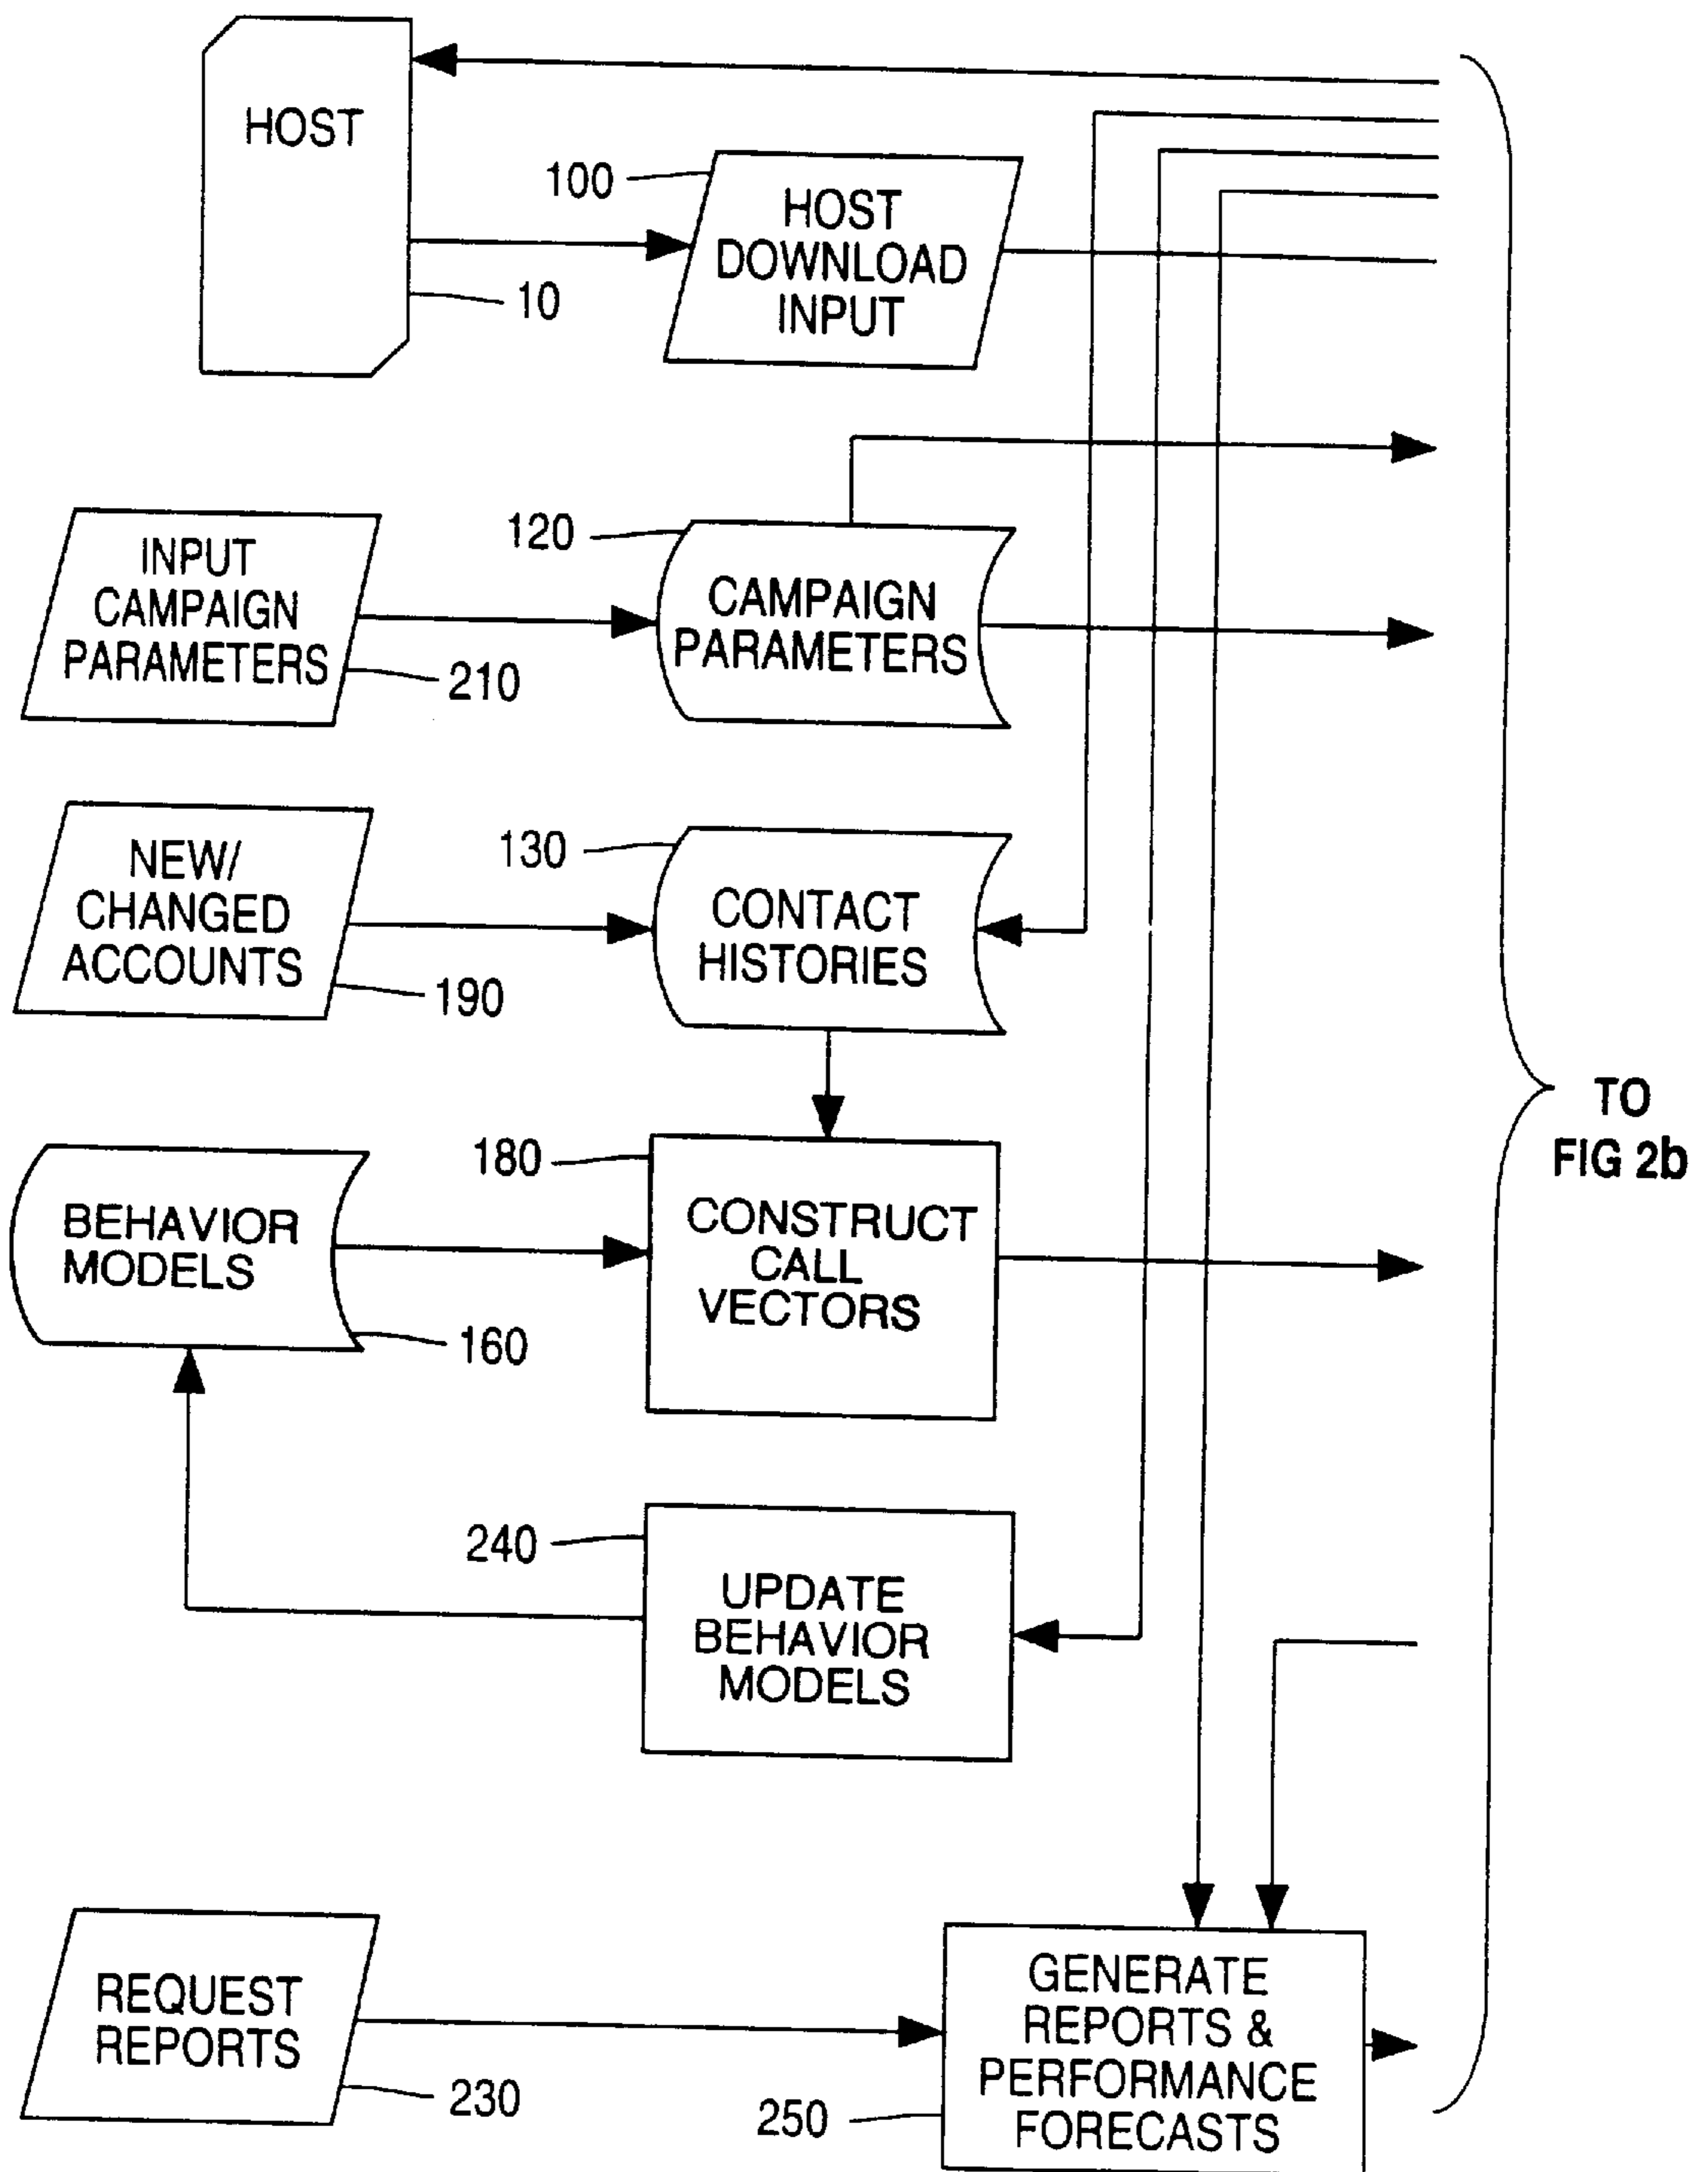 HOST
10
100
HOST
DOWNLOAD
INPUT
INPUT
CAMPAIGN
PARAMETERS
210
120
CAMPAIGN
PARAMETERS
NEW/
CHANGED
ACCOUNTS
190
130
CONTACT
HISTORIES
BEHAVIOR
MODELS
160
180
CONSTRUCT
CALL
VECTORS
TO
FIG 2b
240
UPDATE
BEHAVIOR
MODELS
REQUEST
REPORTS
230
250
GENERATE
REPORTS &
PERFORMANCE
FORECASTS